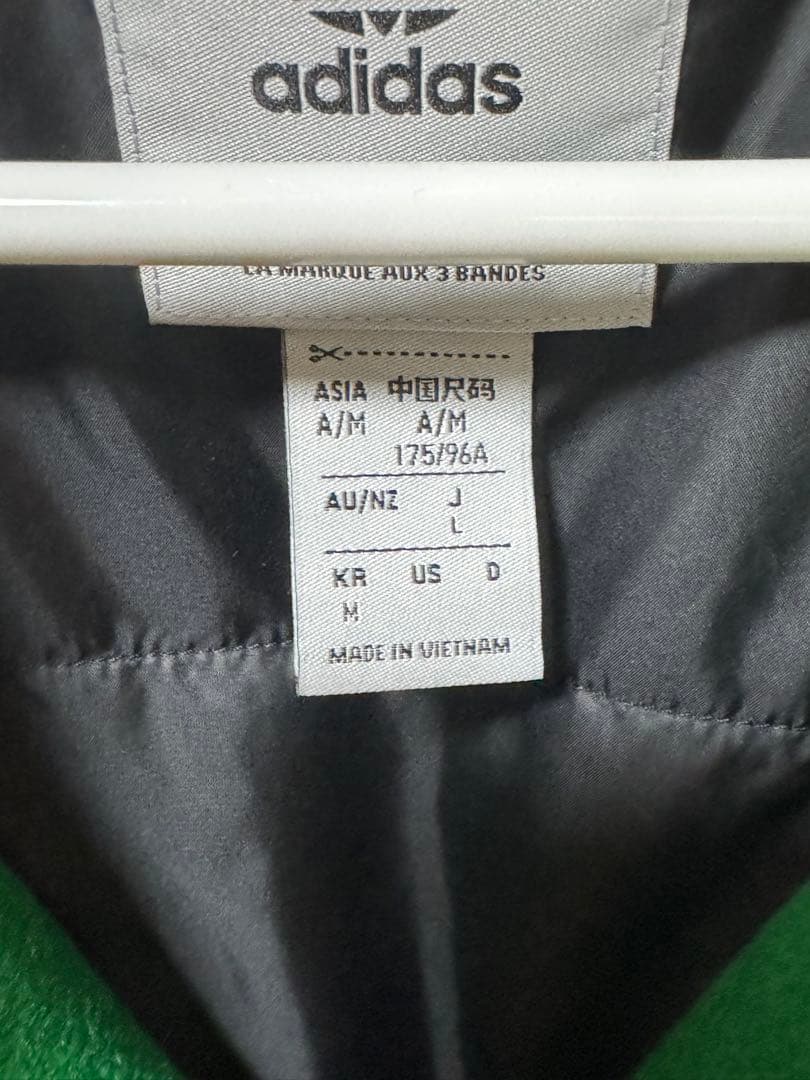 adidas
LA MARQUE AUX 3 BANDES
ASIA 中国尺码
A/M A/M
175/96A
AU/NZ J
L
KR US D
M
MADE IN VIETNAM